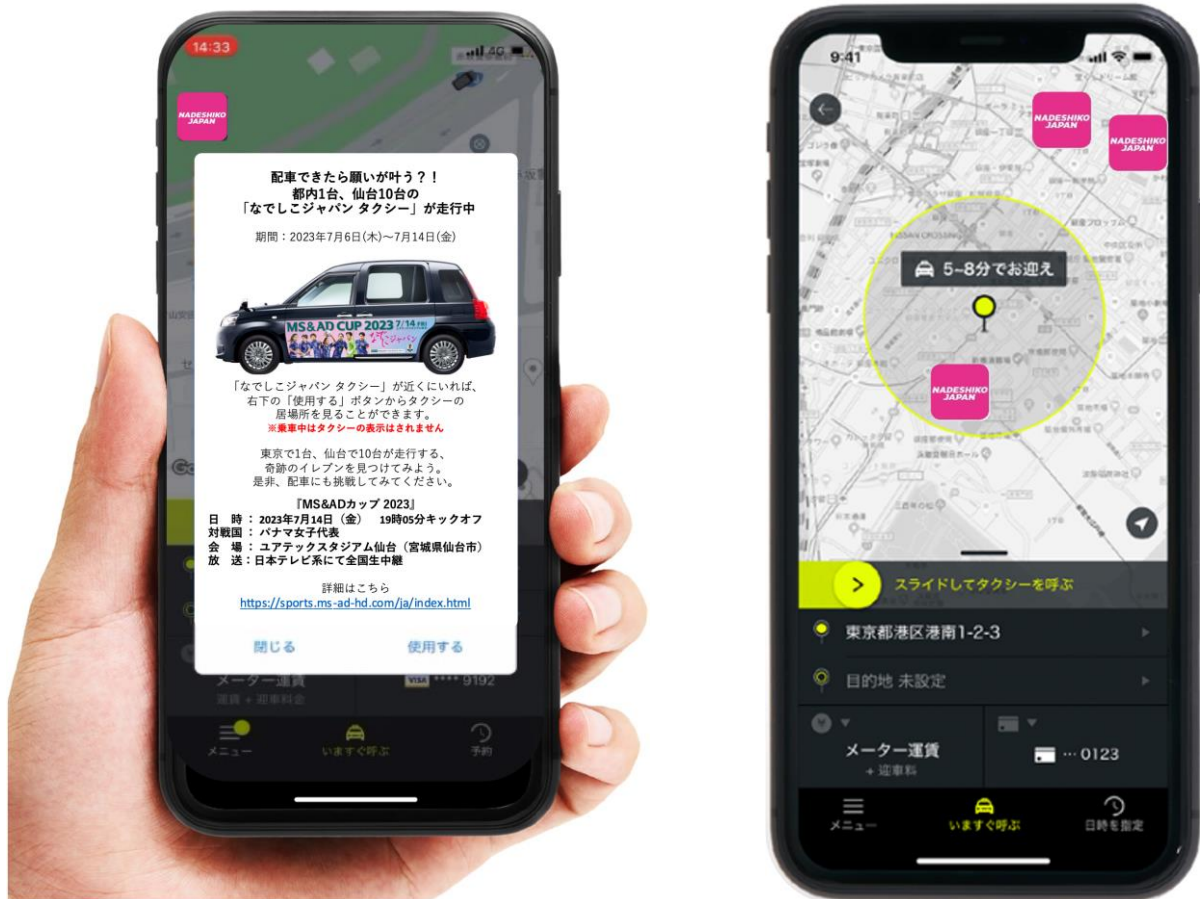 14:33
4G
NADESHIKO
JAPAN
配車できたら願いが叶う？！
都内1台、仙台10台の
「なでしこジャパン タクシー」が走行中
期間：2023年7月6日(木)〜7月14日(金)
MS&AD CUP 2023 7/14 FRI
なでしこジャパン
「なでしこジャパン タクシー」が近くにいれば、
右下の「使用する」ボタンからタクシーの
居場所を見ることができます。
※乗車中はタクシーの表示はされません
東京で1台、仙台で10台が走行する、
奇跡のイレブンを見つけてみよう。
是非、配車にも挑戦してみてください。
『MS&ADカップ 2023』
日　時：2023年7月14日（金）　19時05分キックオフ
対戦国：パナマ女子代表
会　場：ユアテックスタジアム仙台（宮城県仙台市）
放　送：日本テレビ系にて全国生中継
詳細はこちら
https://sports.ms-ad-hd.com/ja/index.html
閉じる
使用する
メーター運賃
運賃 + 迎車料金
VISA **** 9192
メニュー
いますぐ呼ぶ
予約
9:41
NADESHIKO
JAPAN
NADESHIKO
JAPAN
NISSAN CROSSING
5~8分でお迎え
NADESHIKO
JAPAN
スライドしてタクシーを呼ぶ
東京都港区港南1-2-3
目的地 未設定
メーター運賃
+ 迎車料
··· 0123
メニュー
いますぐ呼ぶ
日時を指定